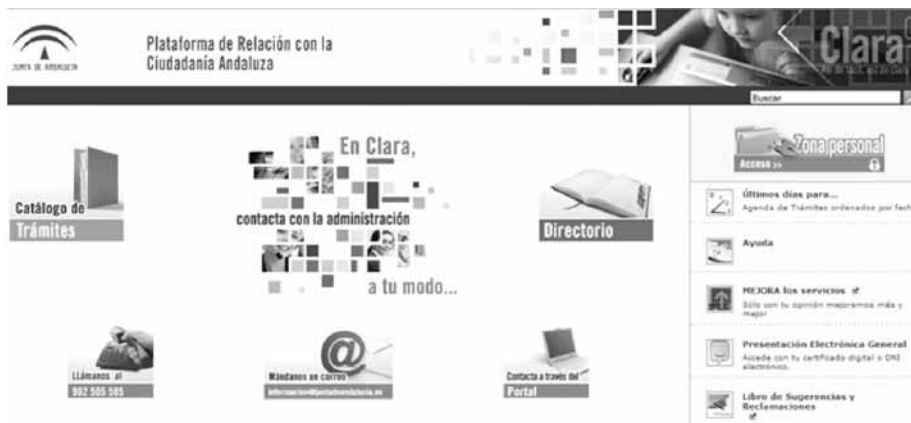 JUNTA DE ANDALUCIA
Plataforma de Relación con la
Ciudadanía Andaluza
Clara
Buscar
En Clara,
contacta con la administración
a tu modo...
Catálogo de
Trámites
Directorio
LLámanos al
902 505 505
Mándanos un correo
informacion@juntadeandalucia.es
Contacta a través del
Portal
Zona personal
Acceso >>
Últimos días para...
Agenda de Trámites ordenados por fech
Ayuda
MEJORA los servicios
Sólo con tu opinión mejoramos más y
mejor
Presentación Electrónica General
Accede con tu certificado digital o DNI
electrónico.
Libro de Sugerencias y
Reclamaciones